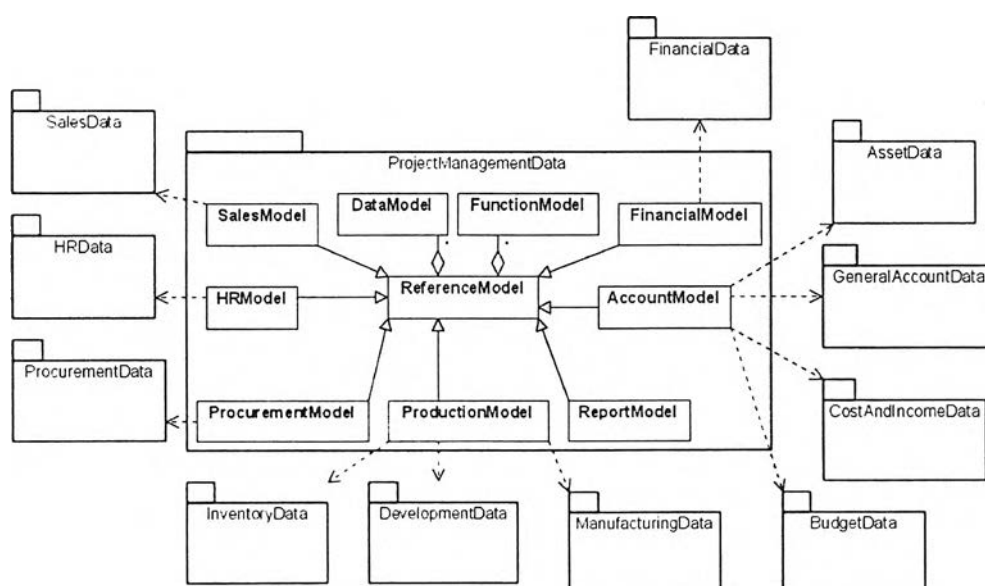 FinancialData
SalesData
AssetData
ProjectManagementData
SalesModel
DataModel
FunctionModel
FinancialModel
HRData
*
*
GeneralAccountData
ReferenceModel
HRModel
AccountModel
ProcurementData
CostAndIncomeData
ProcurementModel
ProductionModel
ReportModel
InventoryData
DevelopmentData
ManufacturingData
BudgetData